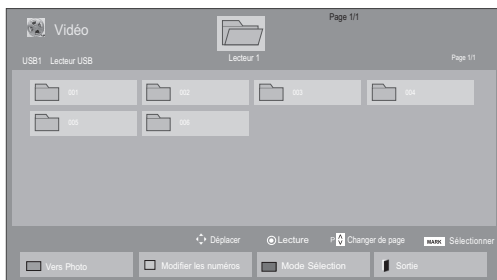 Page 1/1
Vidéo
Lecteur 1
USB1 Lecteur USB
Page 1/1
001 002 003 004
005 006
Déplacer Lecture P Changer de page MARK Sélectionner
Vers Photo Modifier les numéros Mode Sélection Sortie